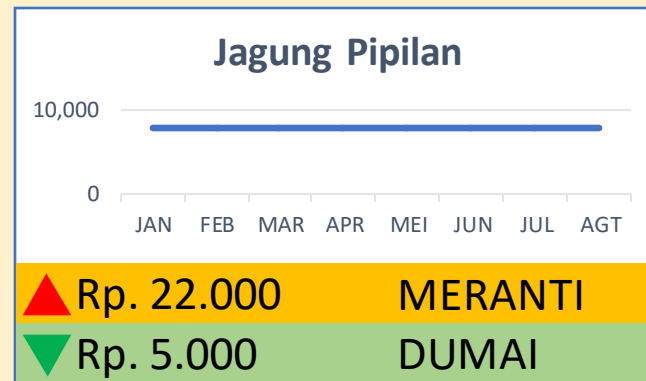 Jagung Pipilan
10,000
0
JAN FEB MAR APR MEI JUN JUL AGT
Rp. 22.000 MERANTI
Rp. 5.000 DUMAI